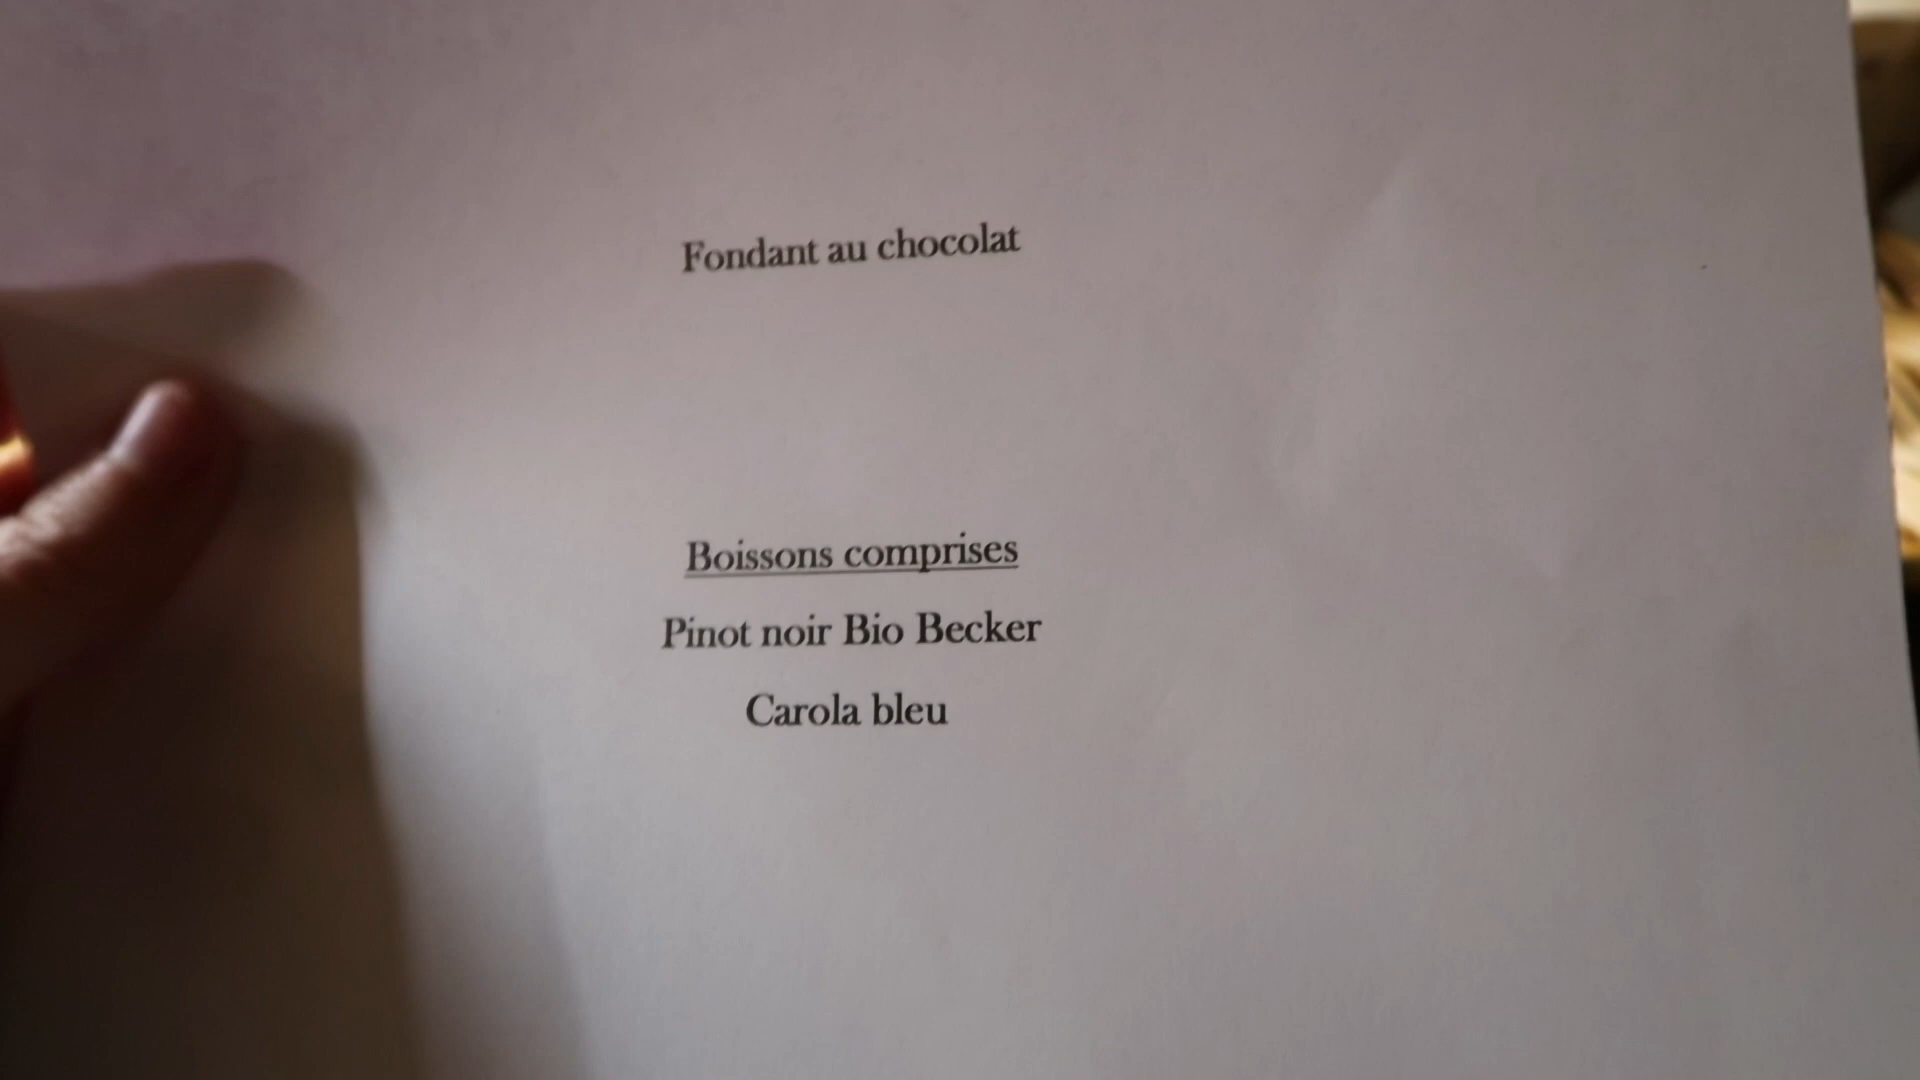 Fondant au chocolat
Boissons comprises
Pinot noir Bio Becker
Carola bleu